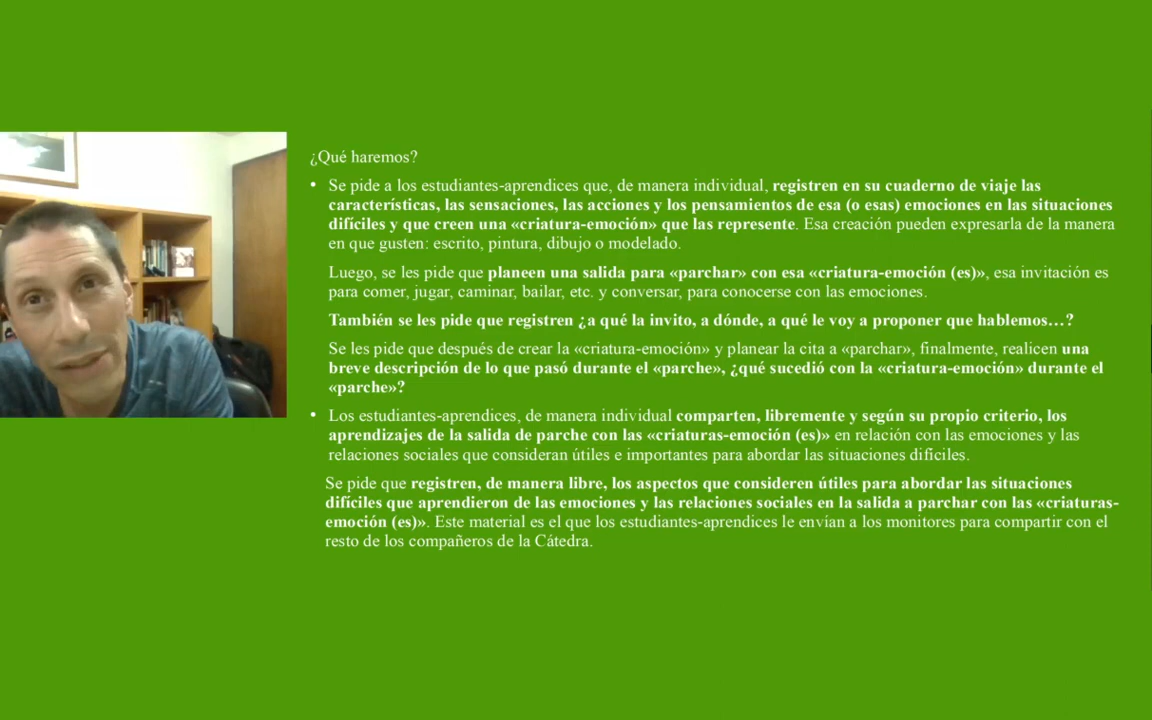 ¿Qué haremos?
• Se pide a los estudiantes-aprendices que, de manera individual, registren en su cuaderno de viaje las
características, las sensaciones, las acciones y los pensamientos de esa (o esas) emociones en las situaciones
difíciles y que creen una «criatura-emoción» que las represente. Esa creación pueden expresarla de la manera
en que gusten: escrito, pintura, dibujo o modelado.
Luego, se les pide que planeen una salida para «parchar» con esa «criatura-emoción (es)», esa invitación es
para comer, jugar, caminar, bailar, etc. y conversar, para conocerse con las emociones.
También se les pide que registren ¿a qué la invito, a dónde, a qué le voy a proponer que hablemos…?
Se les pide que después de crear la «criatura-emoción» y planear la cita a «parchar», finalmente, realicen una
breve descripción de lo que pasó durante el «parche», ¿qué sucedió con la «criatura-emoción» durante el
«parche»?
• Los estudiantes-aprendices, de manera individual comparten, libremente y según su propio criterio, los
aprendizajes de la salida de parche con las «criaturas-emoción (es)» en relación con las emociones y las
relaciones sociales que consideran útiles e importantes para abordar las situaciones difíciles.
Se pide que registren, de manera libre, los aspectos que consideren útiles para abordar las situaciones
difíciles que aprendieron de las emociones y las relaciones sociales en la salida a parchar con las «criaturas-
emoción (es)». Este material es el que los estudiantes-aprendices le envían a los monitores para compartir con el
resto de los compañeros de la Cátedra.